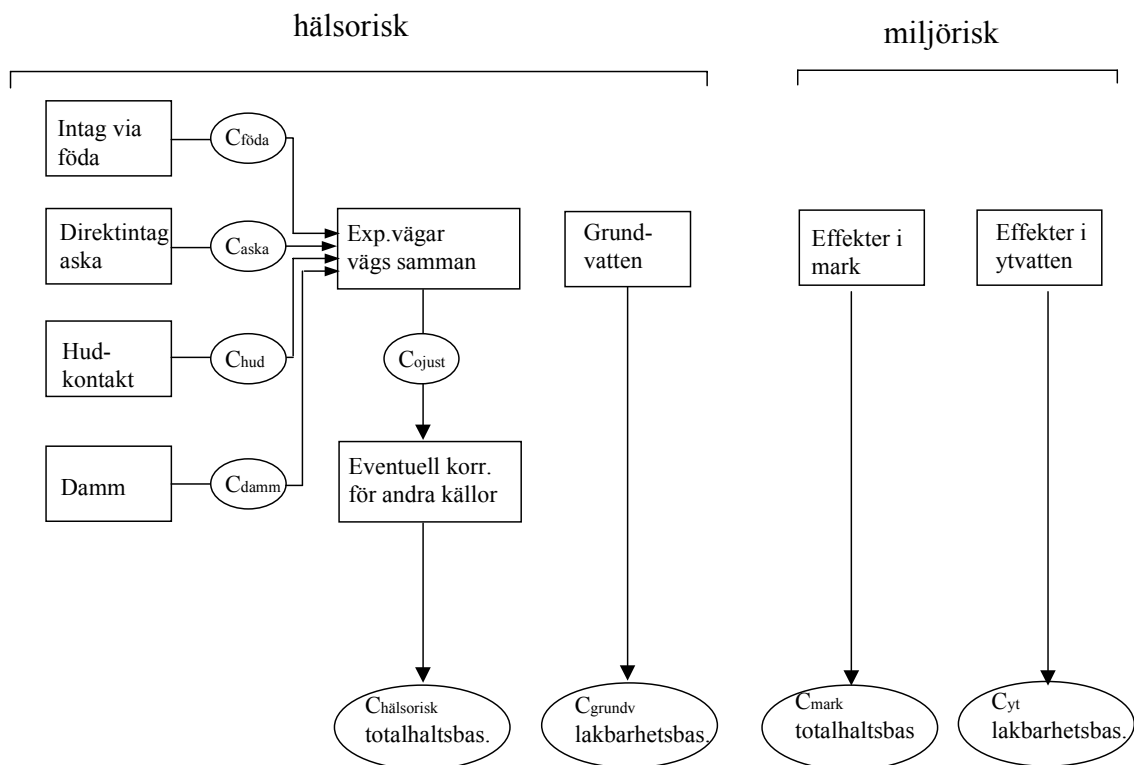 hälsorisk
miljörisk
Intag via
föda
Cföda
Direktintag
aska
Caska
Hud-
kontakt
Chud
Damm
Cdamm
Exp.vägar
vägs samman
Cojust
Eventuell korr.
för andra källor
Chälsorisk
totalhaltsbas.
Grund-
vatten
Cgrundv
lakbarhetsbas.
Effekter i
mark
Cmark
totalhaltsbas
Effekter i
ytvatten
Cyt
lakbarhetsbas.